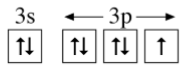 3s 3p
↑↓ ↑↓ ↑↓ ↑